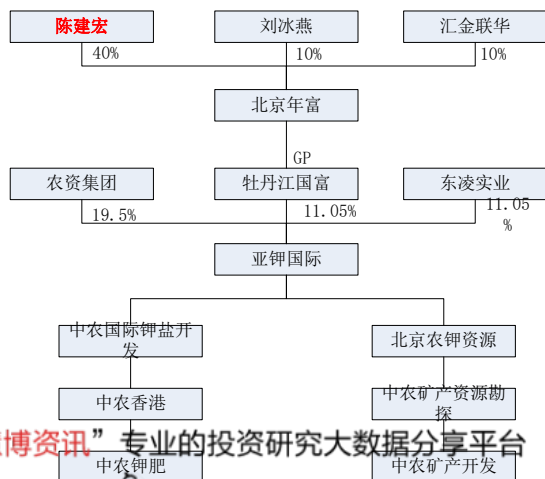 陈建宏
刘冰燕
汇金联华
40%
10%
10%
北京年富
GP
农资集团
牡丹江国富
东凌实业
19.5%
11.05%
11.05
%
亚钾国际
中农国际钾盐开
发
北京农钾资源
中农香港
中农矿产资源勘
探
博资讯”专业的投资研究大数据分享平台
中农钾肥
中农矿产开发